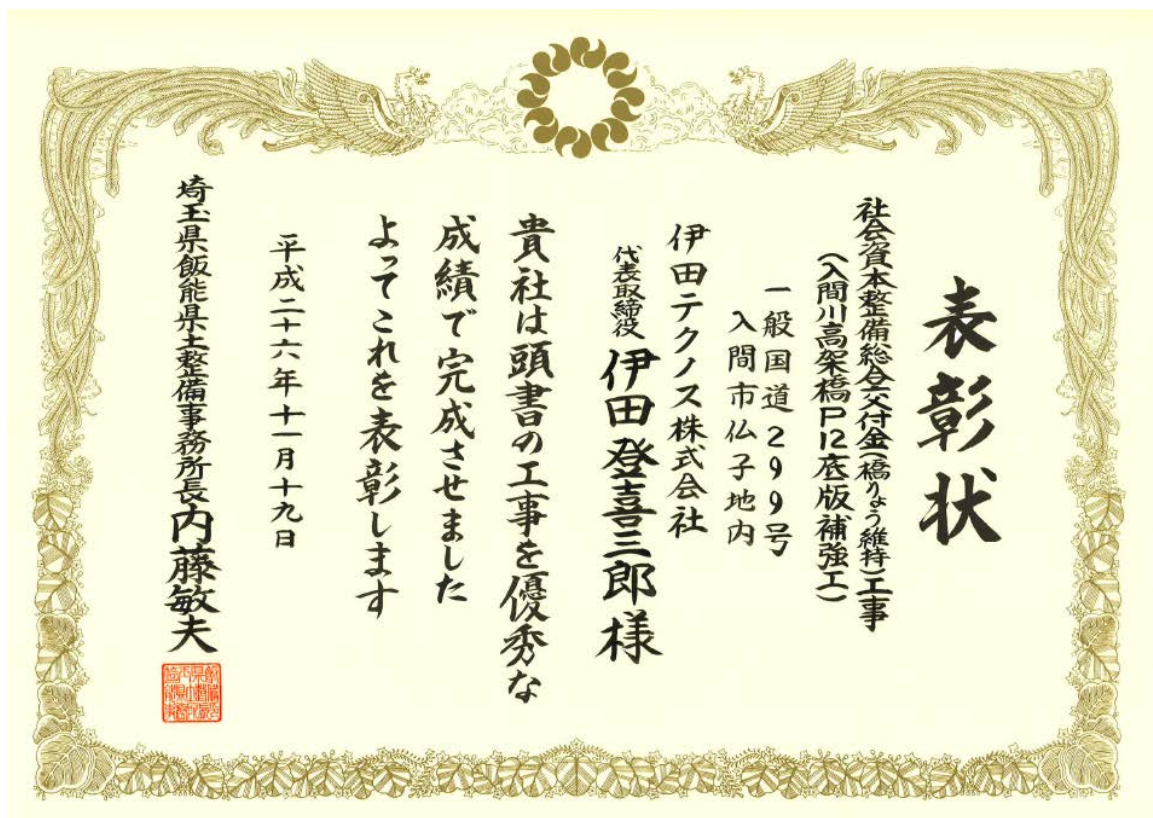 表彰状
社会資本整備総合交付金(橋りょう維持)工事
(入間川高架橋P12底版補強工)
一般国道299号
入間市仏子地内
伊田テクノス株式会社
代表取締役 伊田登喜三郎様
貴社は頭書の工事を優秀な
成績で完成させました
よってこれを表彰します
平成二十六年十一月十九日
埼玉県飯能県土整備事務所長内藤敏夫